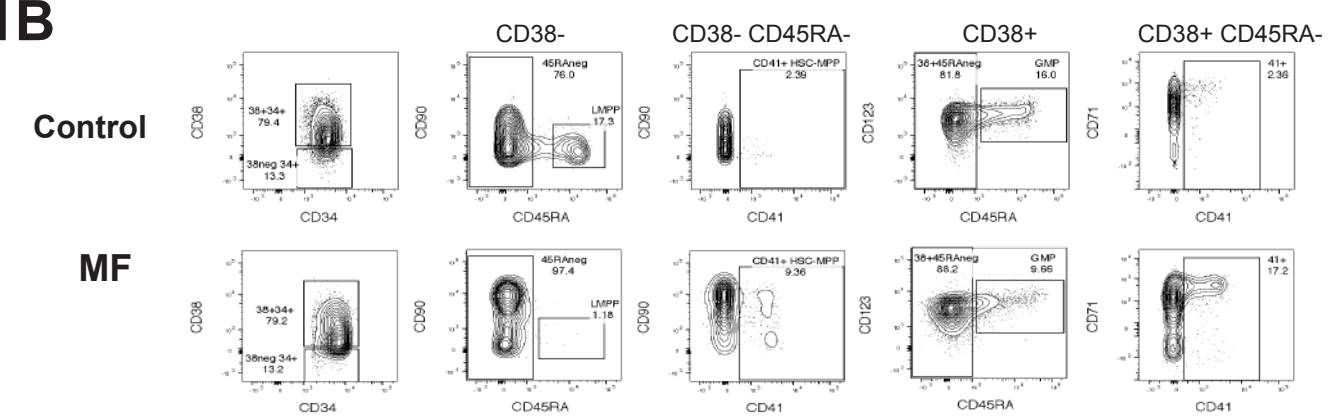 1B
CD38-
CD38- CD45RA-
CD38+
CD38+ CD45RA-
Control
CD38
38+34+
79.4
38neg 34+
13.3
CD34
CD90
45RAneg
76.0
LMPP
17.3
CD45RA
CD90
CD41+ HSC-MPP
2.39
CD41
CD123
38+45RAneg
81.8
GMP
16.0
CD45RA
CD71
41+
2.36
CD41
MF
CD38
38+34+
79.2
38neg 34+
13.2
CD34
CD90
45RAneg
97.4
LMPP
1.18
CD45RA
CD90
CD41+ HSC-MPP
9.36
CD41
CD123
38+45RAneg
88.2
GMP
9.66
CD45RA
CD71
41+
17.2
CD41